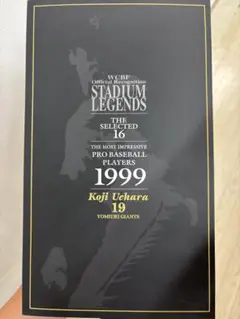 WCBF
Official Recognition
STADIUM
LEGENDS
THE
SELECTED
16
THE MOST IMPRESSIVE
PRO BASEBALL
PLAYERS
1999
Koji Uehara
19
YOMIURI GIANTS